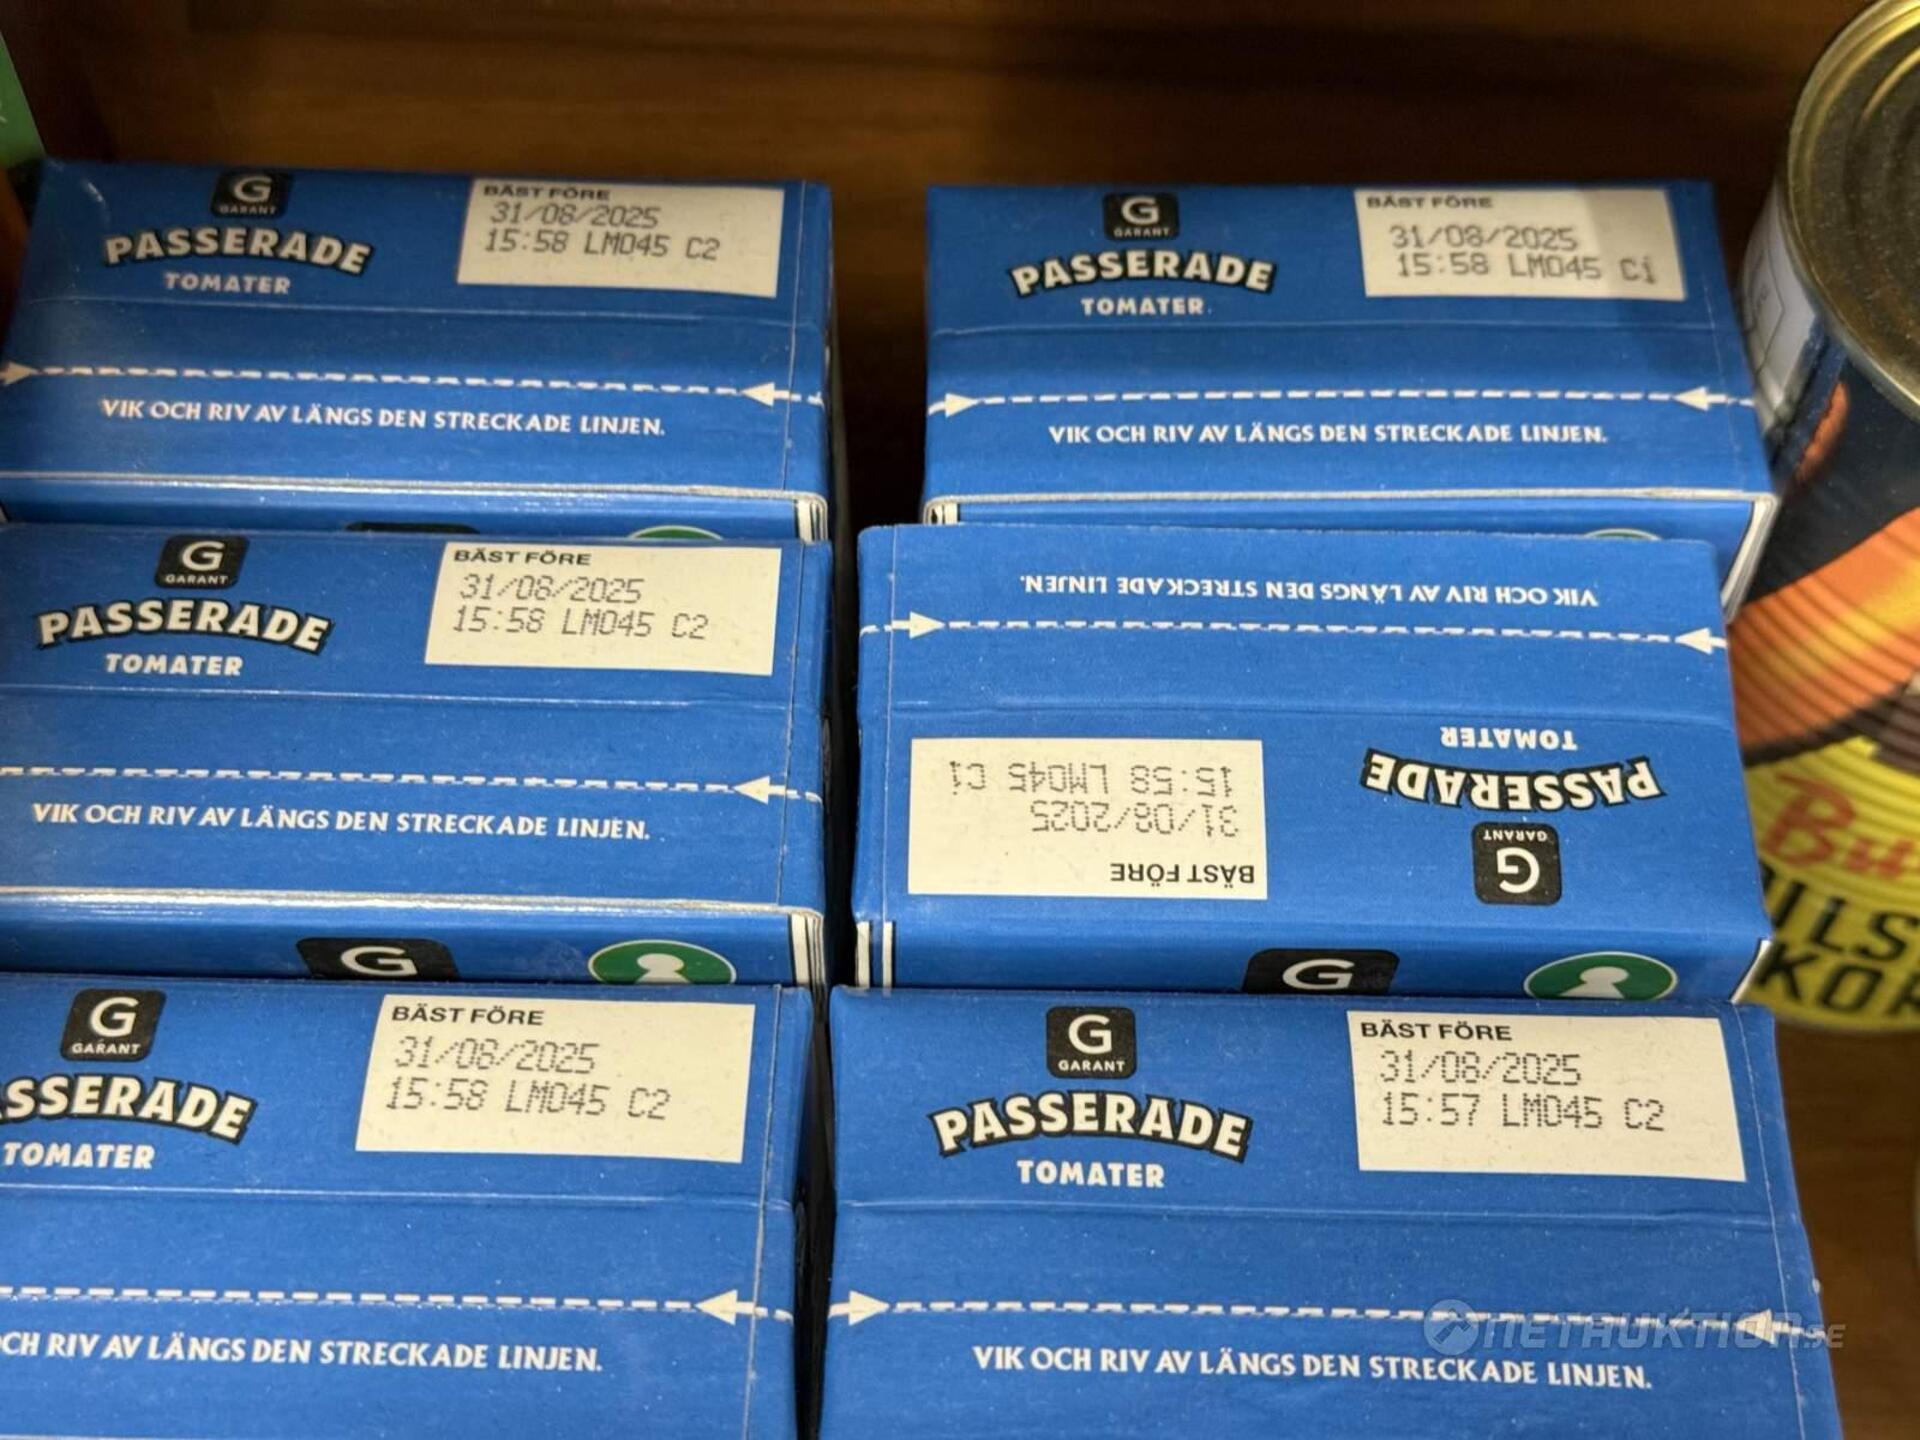 G
GARANT
PASSERADE
TOMATER
BÄST FÖRE
31/08/2025
15:58 LM045 C2
VIK OCH RIV AV LÄNGS DEN STRECKADE LINJEN.
G
GARANT
PASSERADE
TOMATER
BÄST FÖRE
31/08/2025
15:58 LM045 C1
VIK OCH RIV AV LÄNGS DEN STRECKADE LINJEN.
G
GARANT
PASSERADE
TOMATER
BÄST FÖRE
31/08/2025
15:58 LM045 C2
VIK OCH RIV AV LÄNGS DEN STRECKADE LINJEN.
G
G
GARANT
PASSERADE
TOMATER
BÄST FÖRE
31/08/2025
15:58 LM045 C1
VIK OCH RIV AV LÄNGS DEN STRECKADE LINJEN.
G
G
GARANT
ASSERADE
TOMATER
BÄST FÖRE
31/08/2025
15:58 LM045 C2
CH RIV AV LÄNGS DEN STRECKADE LINJEN.
G
GARANT
PASSERADE
TOMATER
BÄST FÖRE
31/08/2025
15:57 LM045 C2
VIK OCH RIV AV LÄNGS DEN STRECKADE LINJEN.
Bu
ILS
KOR
NETAUKTION.SE